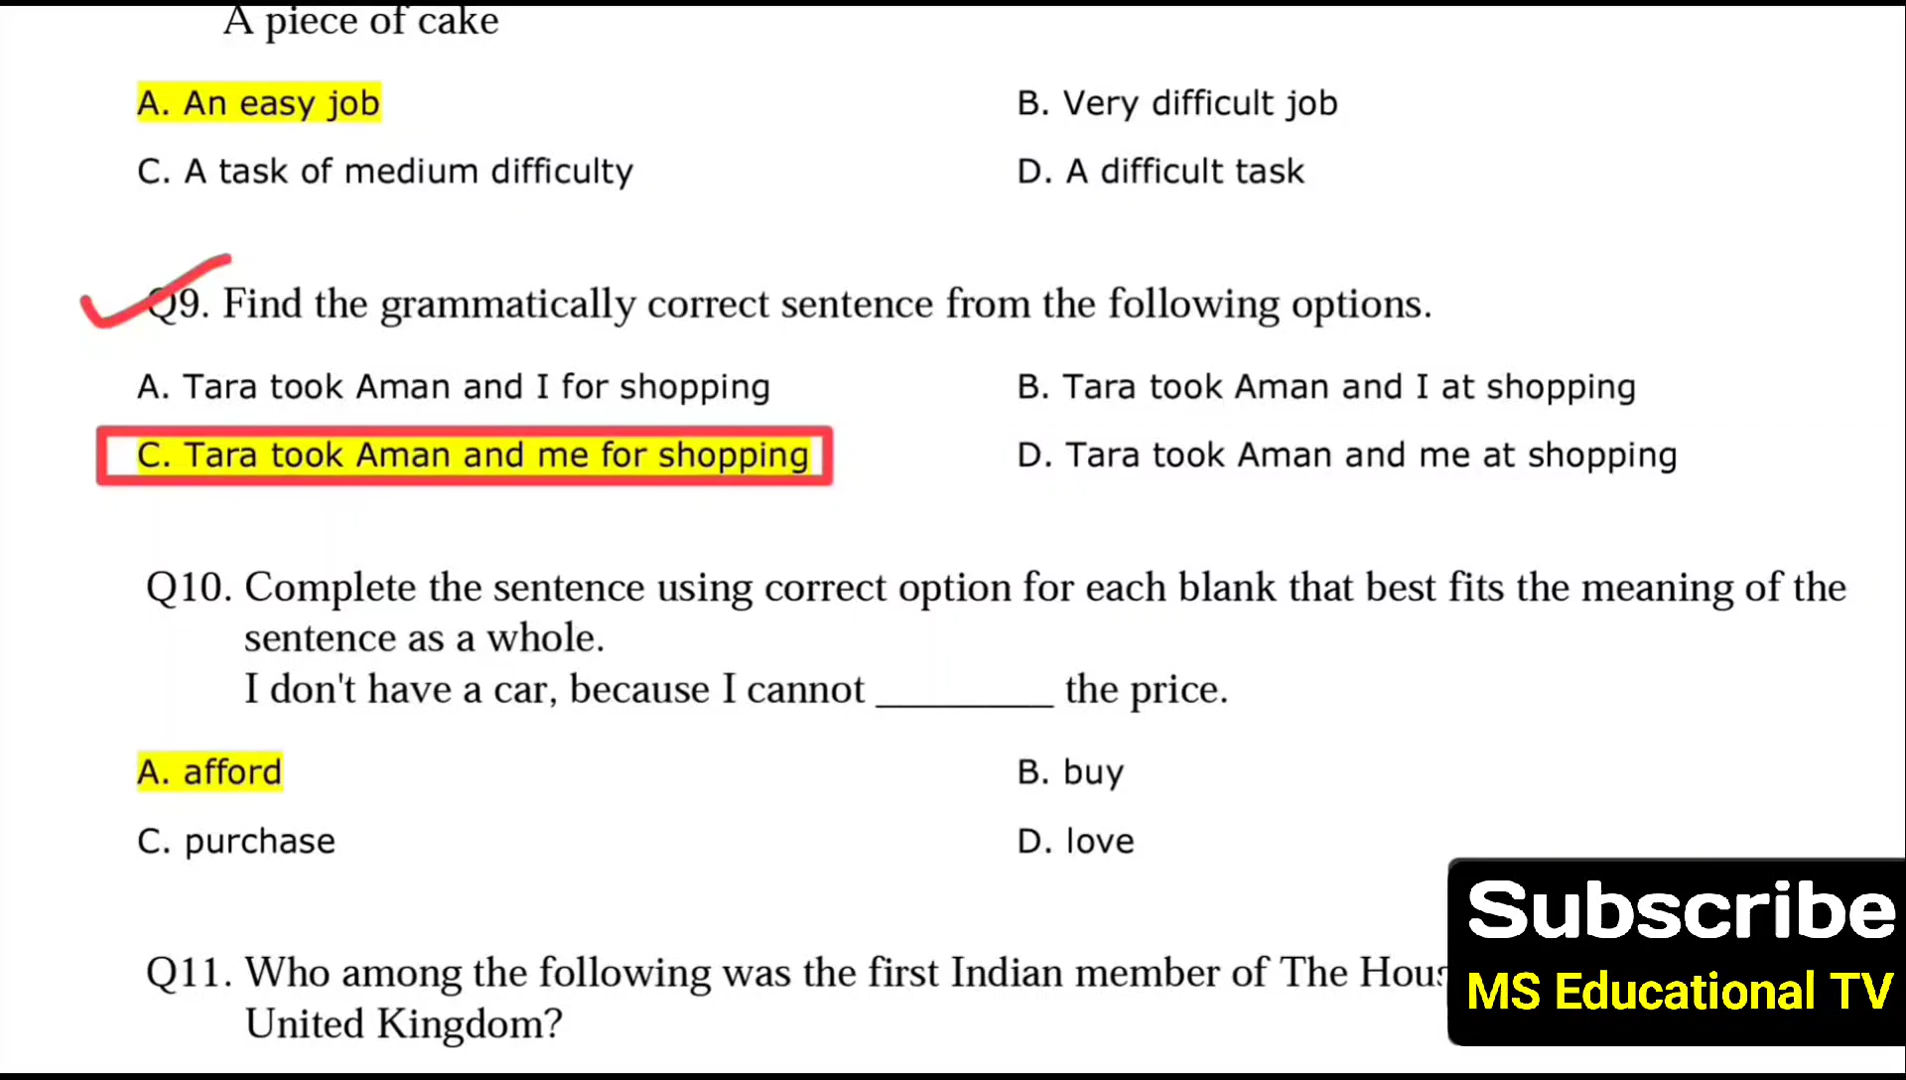 A piece of cake
A. An easy job
B. Very difficult job
C. A task of medium difficulty
D. A difficult task
Q9. Find the grammatically correct sentence from the following options.
A. Tara took Aman and I for shopping
B. Tara took Aman and I at shopping
C. Tara took Aman and me for shopping
D. Tara took Aman and me at shopping
Q10. Complete the sentence using correct option for each blank that best fits the meaning of the
sentence as a whole.
I don't have a car, because I cannot _________ the price.
A. afford
B. buy
C. purchase
D. love
Q11. Who among the following was the first Indian member of The
United Kingdom?
Subscribe
MS Educational TV